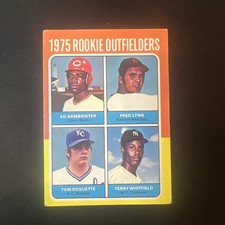 1975 ROOKIE OUTFIELDERS
ED ARMBRISTER
FRED LYNN
TOM POQUETTE
TERRY WHITFIELD